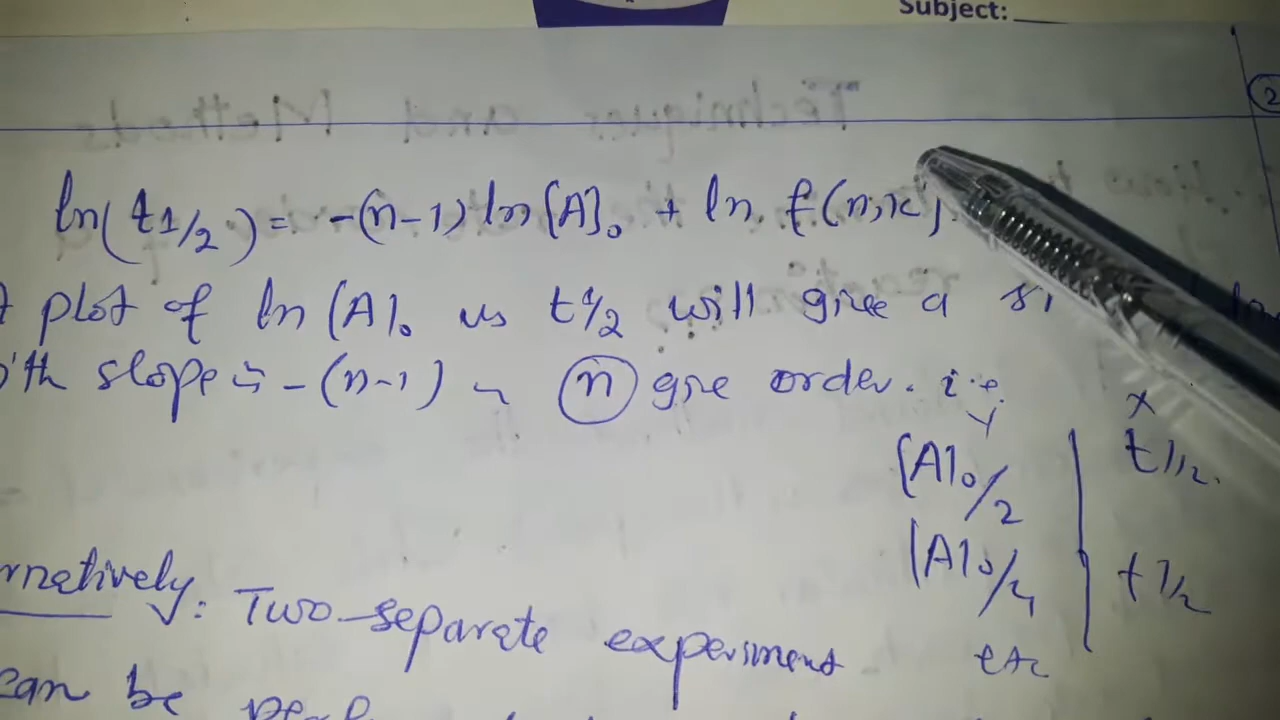 Subject:
2
Techniques and Methods
ln(t1/2) = -(n-1) ln[A]₀ + ln f(n,k).
plot of ln [A]₀ vs t1/2 will give a
slope is -(n-1) ~ n give order. i.e.
y x
[A]₀/2 t1/2.
[A]₀/4 t1/2
etc
rnatively: Two separate experiment
can be